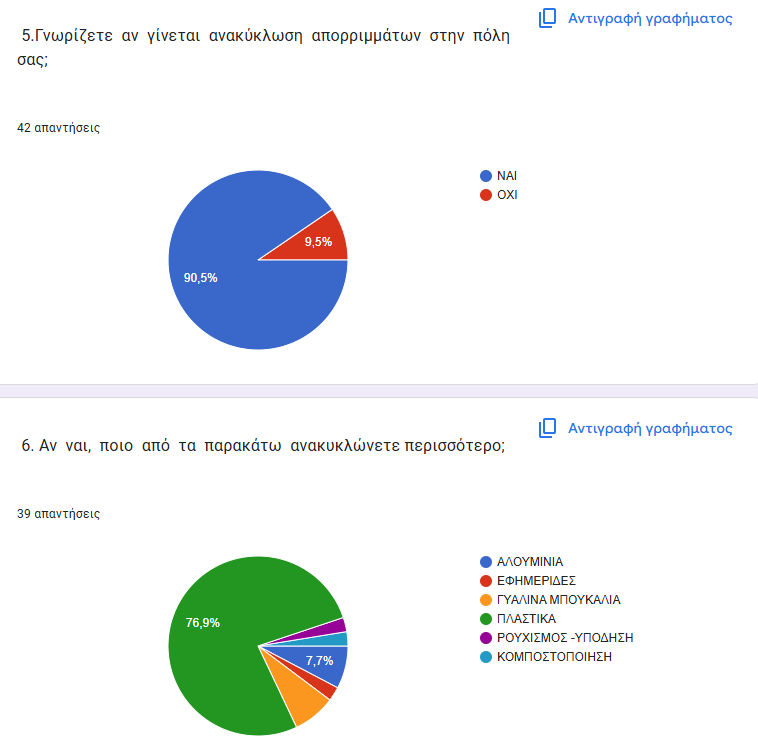 Αντιγραφή γραφήματος
5.Γνωρίζετε αν γίνεται ανακύκλωση απορριμμάτων στην πόλη
σας;
42 απαντήσεις
ΝΑΙ
ΟΧΙ
9,5%
90,5%
Αντιγραφή γραφήματος
6. Αν ναι, ποιο από τα παρακάτω ανακυκλώνετε περισσότερο;
39 απαντήσεις
ΑΛΟΥΜΙΝΙΑ
ΕΦΗΜΕΡΙΔΕΣ
ΓΥΑΛΙΝΑ ΜΠΟΥΚΑΛΙΑ
ΠΛΑΣΤΙΚΑ
ΡΟΥΧΙΣΜΟΣ -ΥΠΟΔΗΣΗ
ΚΟΜΠΟΣΤΟΠΟΙΗΣΗ
76,9%
7,7%